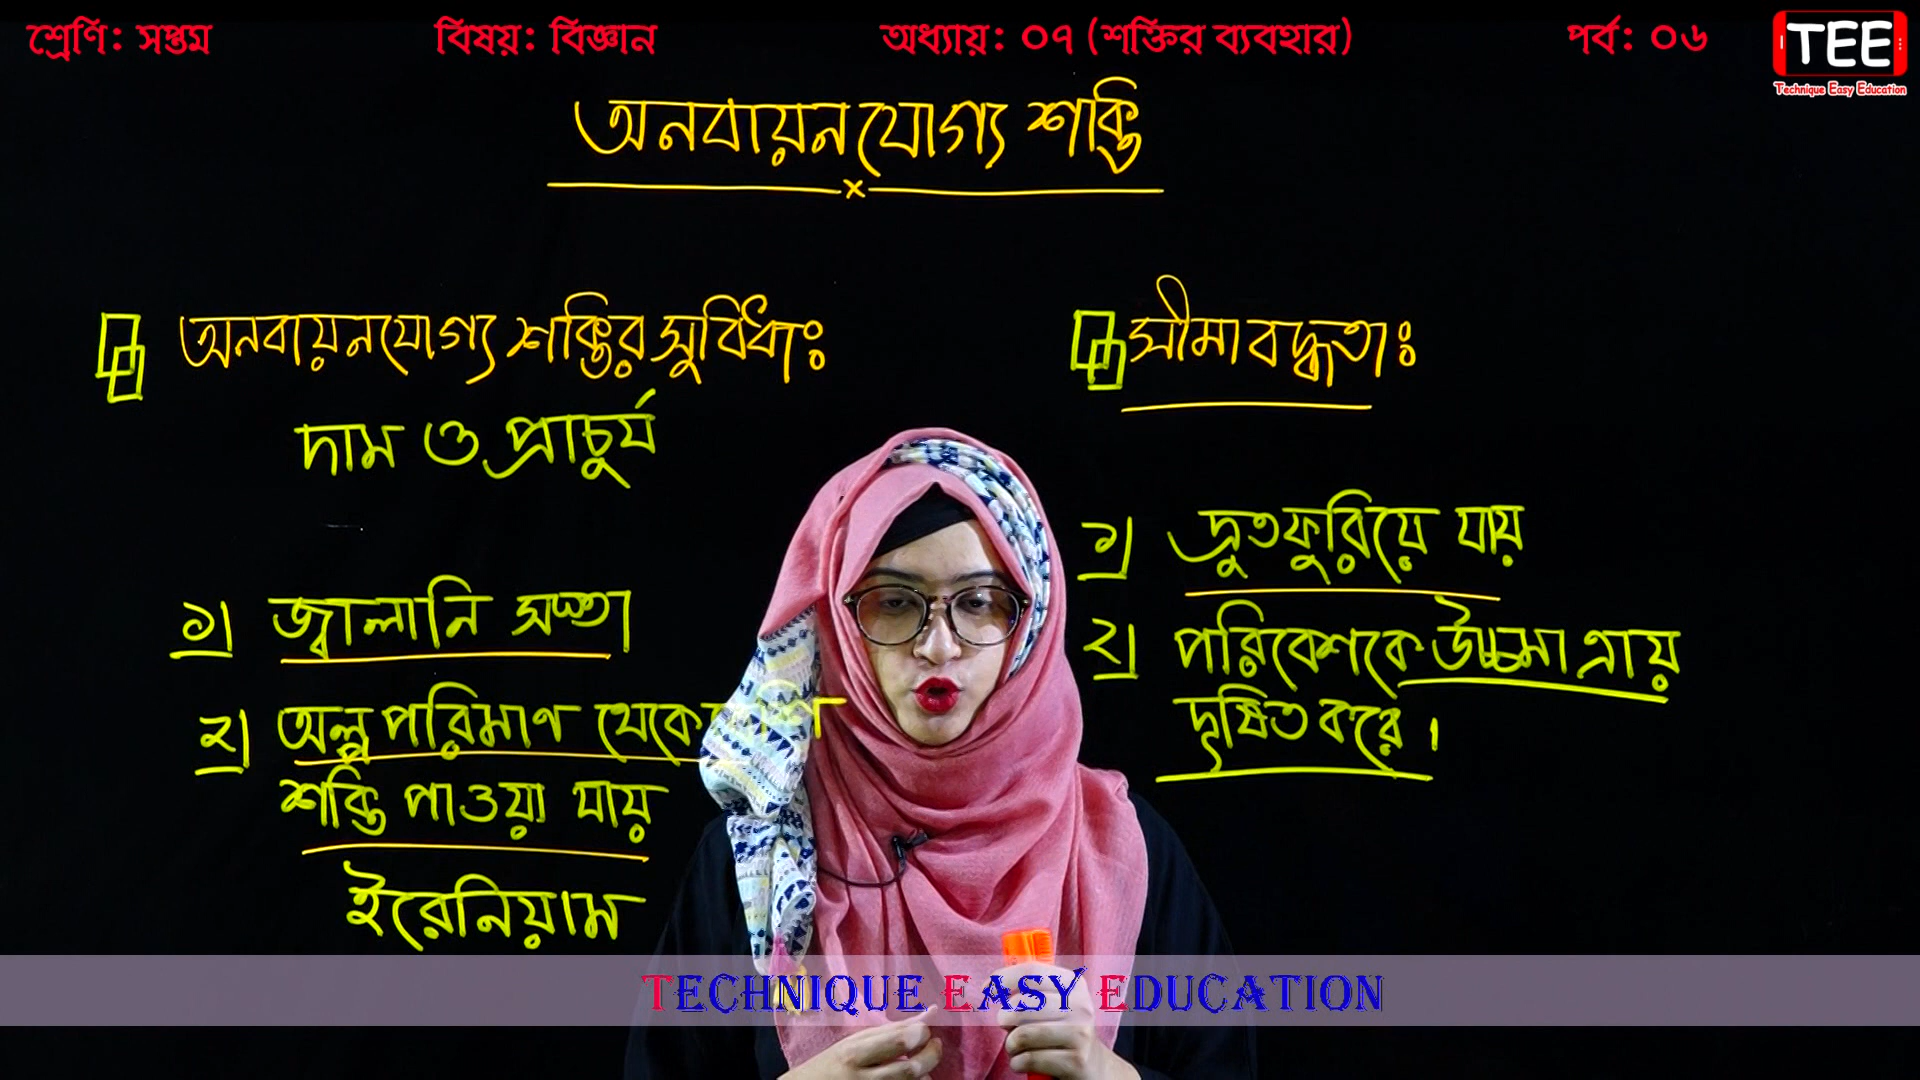 শ্রেণি: সপ্তম বিষয়: বিজ্ঞান অধ্যায়: ০৭ (শক্তির ব্যবহার) পর্ব: ০৬
TEE
Technique Easy Education
অনবায়নযোগ্য শক্তি
অনবায়নযোগ্য শক্তির সুবিধাঃ
দাম ও প্রাচুর্য
১) জ্বালানি সস্তা
২) অল্প পরিমাণ থেকে
শক্তি পাওয়া যায়
ইরেনিয়াম
সীমাবদ্ধতাঃ
১) দ্রুত ফুরিয়ে যায়
২) পরিবেশকে উচ্চমাত্রায়
দূষিত করে।
TECHNIQUE EASY EDUCATION